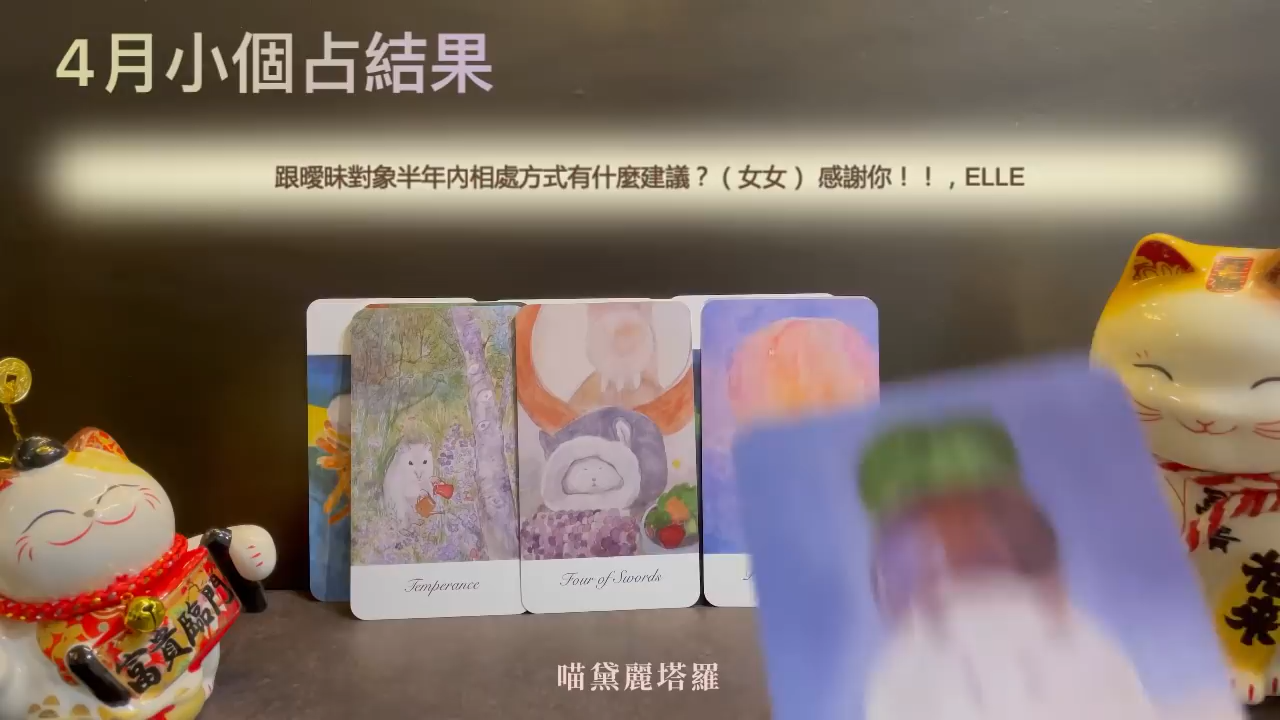 4月小個占結果
跟曖昧對象半年內相處方式有什麼建議？（女女） 感謝你！！，ELLE
Temperance
Four of Swords
富貴臨門
喵黛麗塔羅